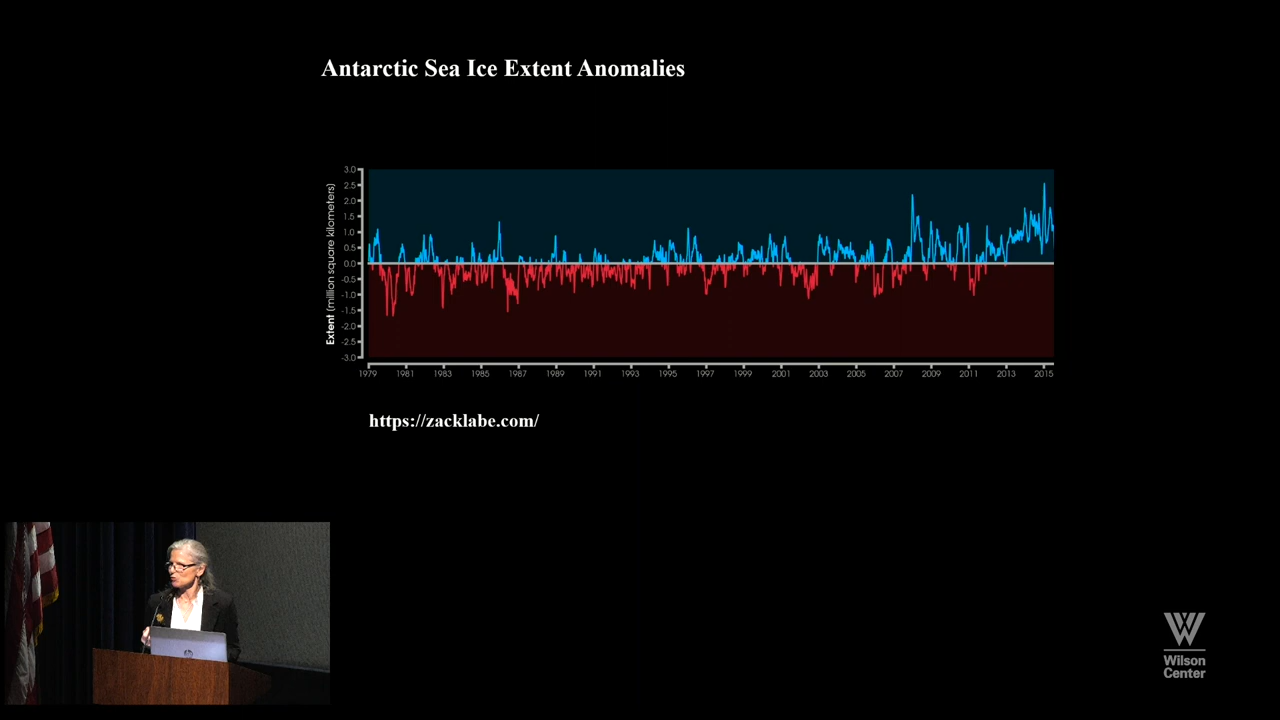 Antarctic Sea Ice Extent Anomalies
Extent (million square kilometers)
3.0
2.5
2.0
1.5
1.0
0.5
0.0
-0.5
-1.0
-1.5
-2.0
-2.5
-3.0
1979 1981 1983 1985 1987 1989 1991 1993 1995 1997 1999 2001 2003 2005 2007 2009 2011 2013 2015
https://zacklabe.com/
hp
W
Wilson
Center